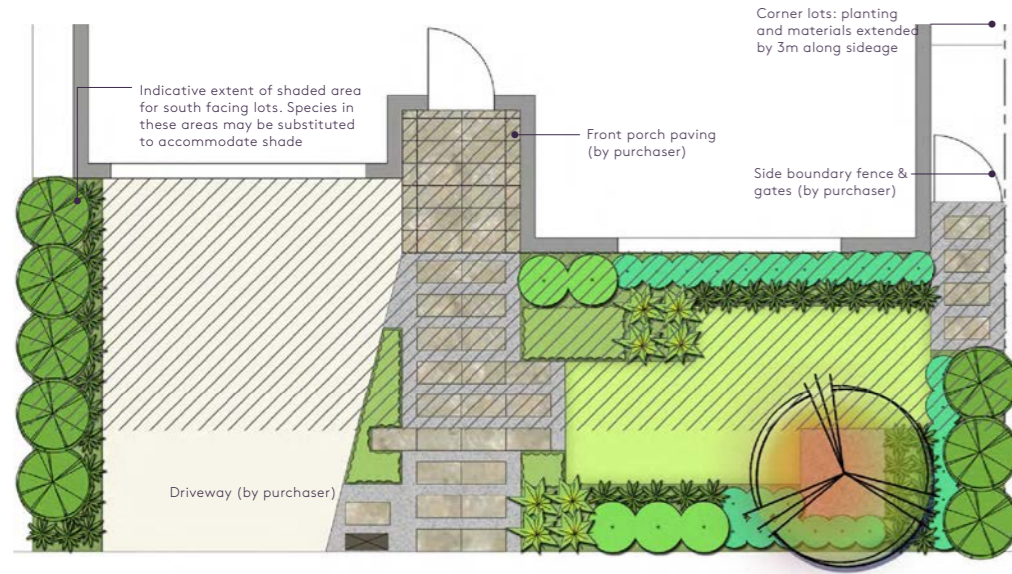 Corner lots: planting
and materials extended
by 3m along sideage
Indicative extent of shaded area
for south facing lots. Species in
these areas may be substituted
to accommodate shade
Front porch paving
(by purchaser)
Side boundary fence &
gates (by purchaser)
Driveway (by purchaser)